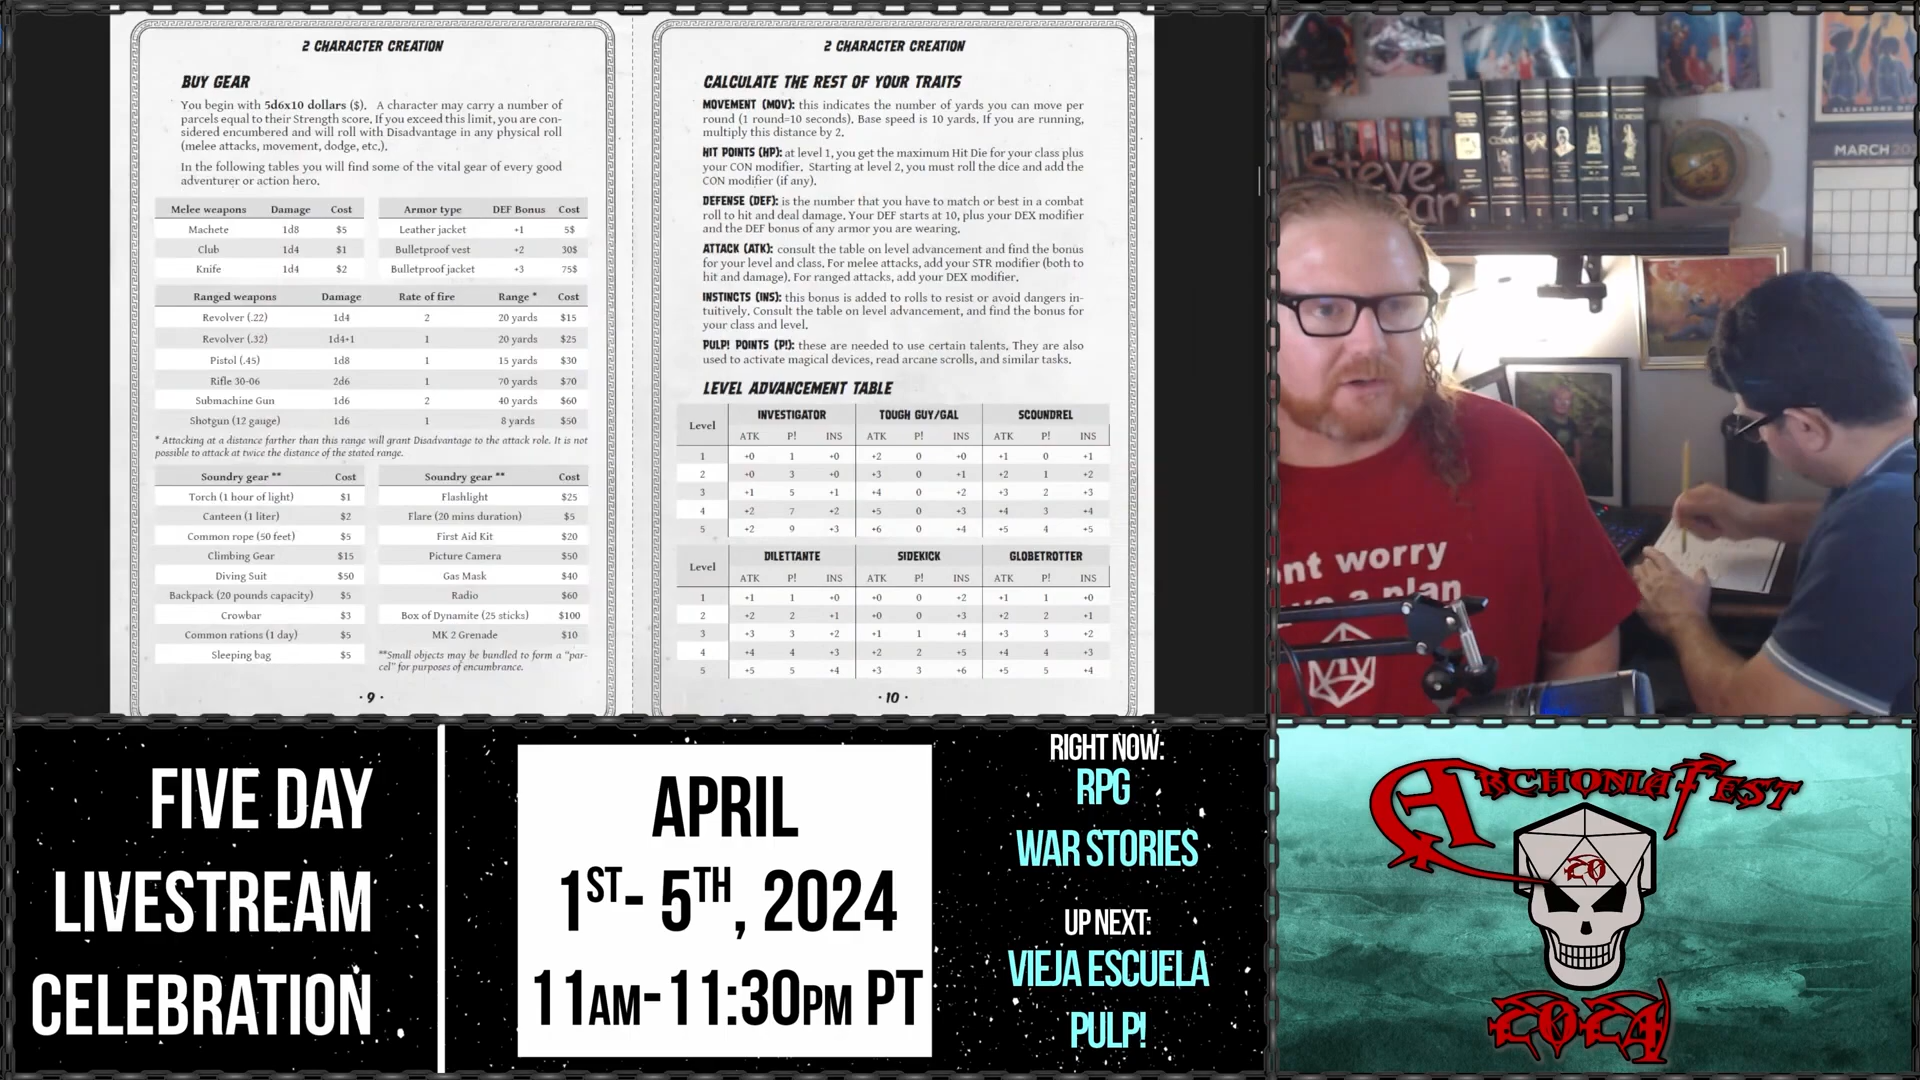 2 CHARACTER CREATION
BUY GEAR
You begin with 5d6x10 dollars ($). A character may carry a number of
parcels equal to their Strength score. If you exceed this limit, you are con-
sidered encumbered and will roll with Disadvantage in any physical roll
(melee attacks, movement, dodge, etc.).
In the following tables you will find some of the vital gear of every good
adventurer or action hero.
Melee weapons Damage Cost
Machete 1d8 $5
Club 1d4 $1
Knife 1d4 $2
Armor type DEF Bonus Cost
Leather jacket +1 5$
Bulletproof vest +2 30$
Bulletproof jacket +3 75$
Ranged weapons Damage Rate of fire Range * Cost
Revolver (.22) 1d4 2 20 yards $15
Revolver (.32) 1d4+1 1 20 yards $25
Pistol (.45) 1d8 1 15 yards $30
Rifle 30-06 2d6 1 70 yards $70
Submachine Gun 1d6 2 40 yards $60
Shotgun (12 gauge) 1d6 1 8 yards $50
* Attacking at a distance farther than this range will grant Disadvantage to the attack role. It is not
possible to attack at twice the distance of the stated range.
Soundry gear ** Cost
Torch (1 hour of light) $1
Canteen (1 liter) $2
Common rope (50 feet) $5
Climbing Gear $15
Diving Suit $50
Backpack (20 pounds capacity) $5
Crowbar $3
Common rations (1 day) $5
Sleeping bag $5
Soundry gear ** Cost
Flashlight $25
Flare (20 mins duration) $5
First Aid Kit $20
Picture Camera $50
Gas Mask $40
Radio $60
Box of Dynamite (25 sticks) $100
MK 2 Grenade $10
**Small objects may be bundled to form a "par-
cel" for purposes of encumbrance.
· 9 ·
2 CHARACTER CREATION
CALCULATE THE REST OF YOUR TRAITS
MOVEMENT (MOV): this indicates the number of yards you can move per
round (1 round=10 seconds). Base speed is 10 yards. If you are running,
multiply this distance by 2.
HIT POINTS (HP): at level 1, you get the maximum Hit Die for your class plus
your CON modifier. Starting at level 2, you must roll the dice and add the
CON modifier (if any).
DEFENSE (DEF): is the number that you have to match or best in a combat
roll to hit and deal damage. Your DEF starts at 10, plus your DEX modifier
and the DEF bonus of any armor you are wearing.
ATTACK (ATK): consult the table on level advancement and find the bonus
for your level and class. For melee attacks, add your STR modifier (both to
hit and damage). For ranged attacks, add your DEX modifier.
INSTINCTS (INS): this bonus is added to rolls to resist or avoid dangers in-
tuitively. Consult the table on level advancement, and find the bonus for
your class and level.
PULP! POINTS (P!): these are needed to use certain talents. They are also
used to activate magical devices, read arcane scrolls, and similar tasks.
LEVEL ADVANCEMENT TABLE
Level INVESTIGATOR TOUGH GUY/GAL SCOUNDREL
ATK P! INS ATK P! INS ATK P! INS
1 +0 1 +0 +2 0 +0 +1 0 +1
2 +0 3 +0 +3 0 +1 +2 1 +2
3 +1 5 +1 +4 0 +2 +3 2 +3
4 +2 7 +2 +5 0 +3 +4 3 +4
5 +2 9 +3 +6 0 +4 +5 4 +5
Level DILETTANTE SIDEKICK GLOBETROTTER
ATK P! INS ATK P! INS ATK P! INS
1 +1 1 +0 +0 0 +2 +1 1 +0
2 +2 2 +1 +0 0 +3 +2 2 +1
3 +3 3 +2 +1 1 +4 +3 3 +2
4 +4 4 +3 +2 2 +5 +4 4 +3
5 +5 5 +4 +3 3 +6 +5 5 +4
· 10 ·
Steve
MARCH
CONAN
nt worry
a plan
FIVE DAY
LIVESTREAM
CELEBRATION
APRIL
1ST- 5TH, 2024
11AM-11:30PM PT
RIGHT NOW:
RPG
WAR STORIES
UP NEXT:
VIEJA ESCUELA
PULP!
ARCHONIAFEST
20
2024